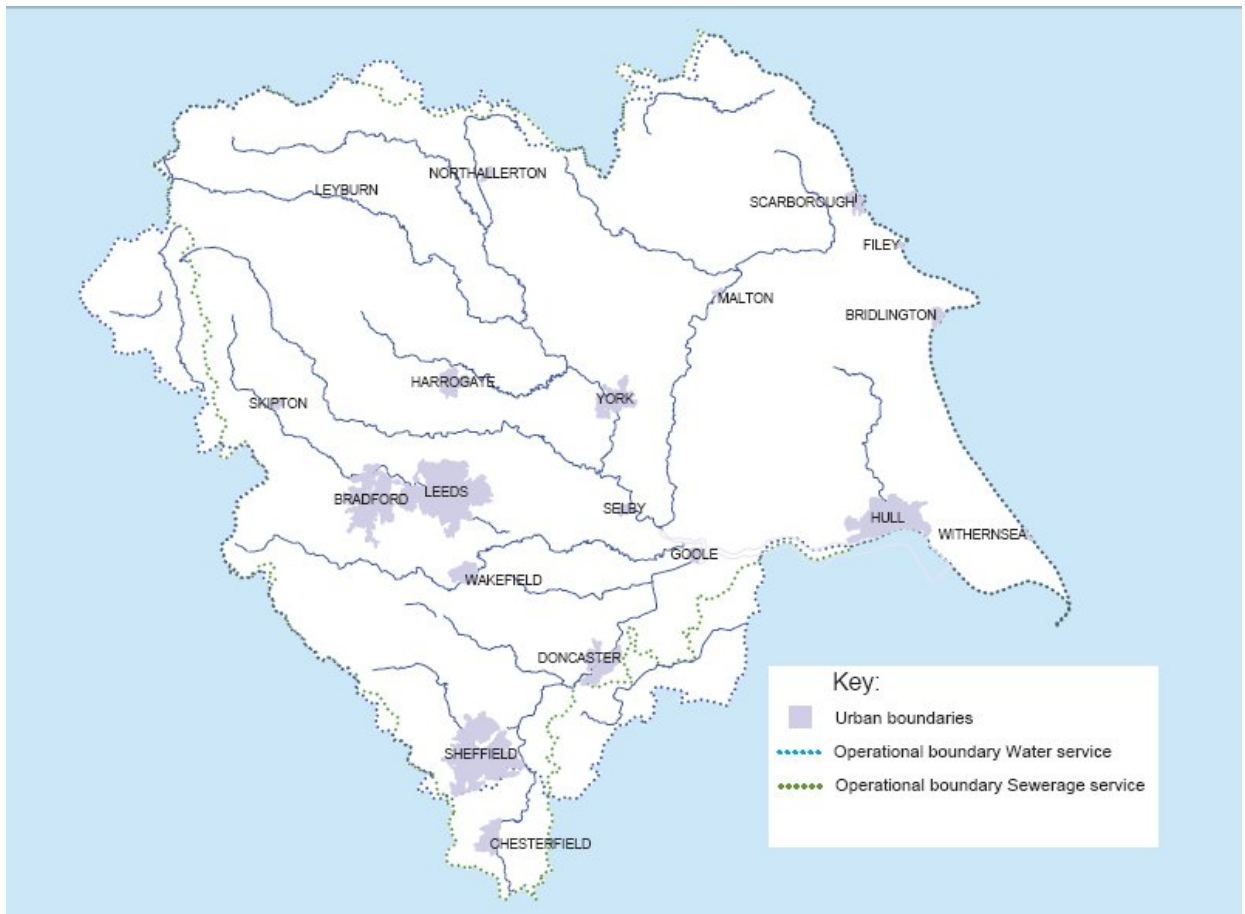 NORTHALLERTON
LEYBURN
SCARBOROUGH
FILEY
MALTON
BRIDLINGTON
HARROGATE
YORK
SKIPTON
BRADFORD
LEEDS
SELBY
HULL
WITHERNSEA
GOOLE
WAKEFIELD
DONCASTER
SHEFFIELD
CHESTERFIELD
Key:
Urban boundaries
Operational boundary Water service
Operational boundary Sewerage service